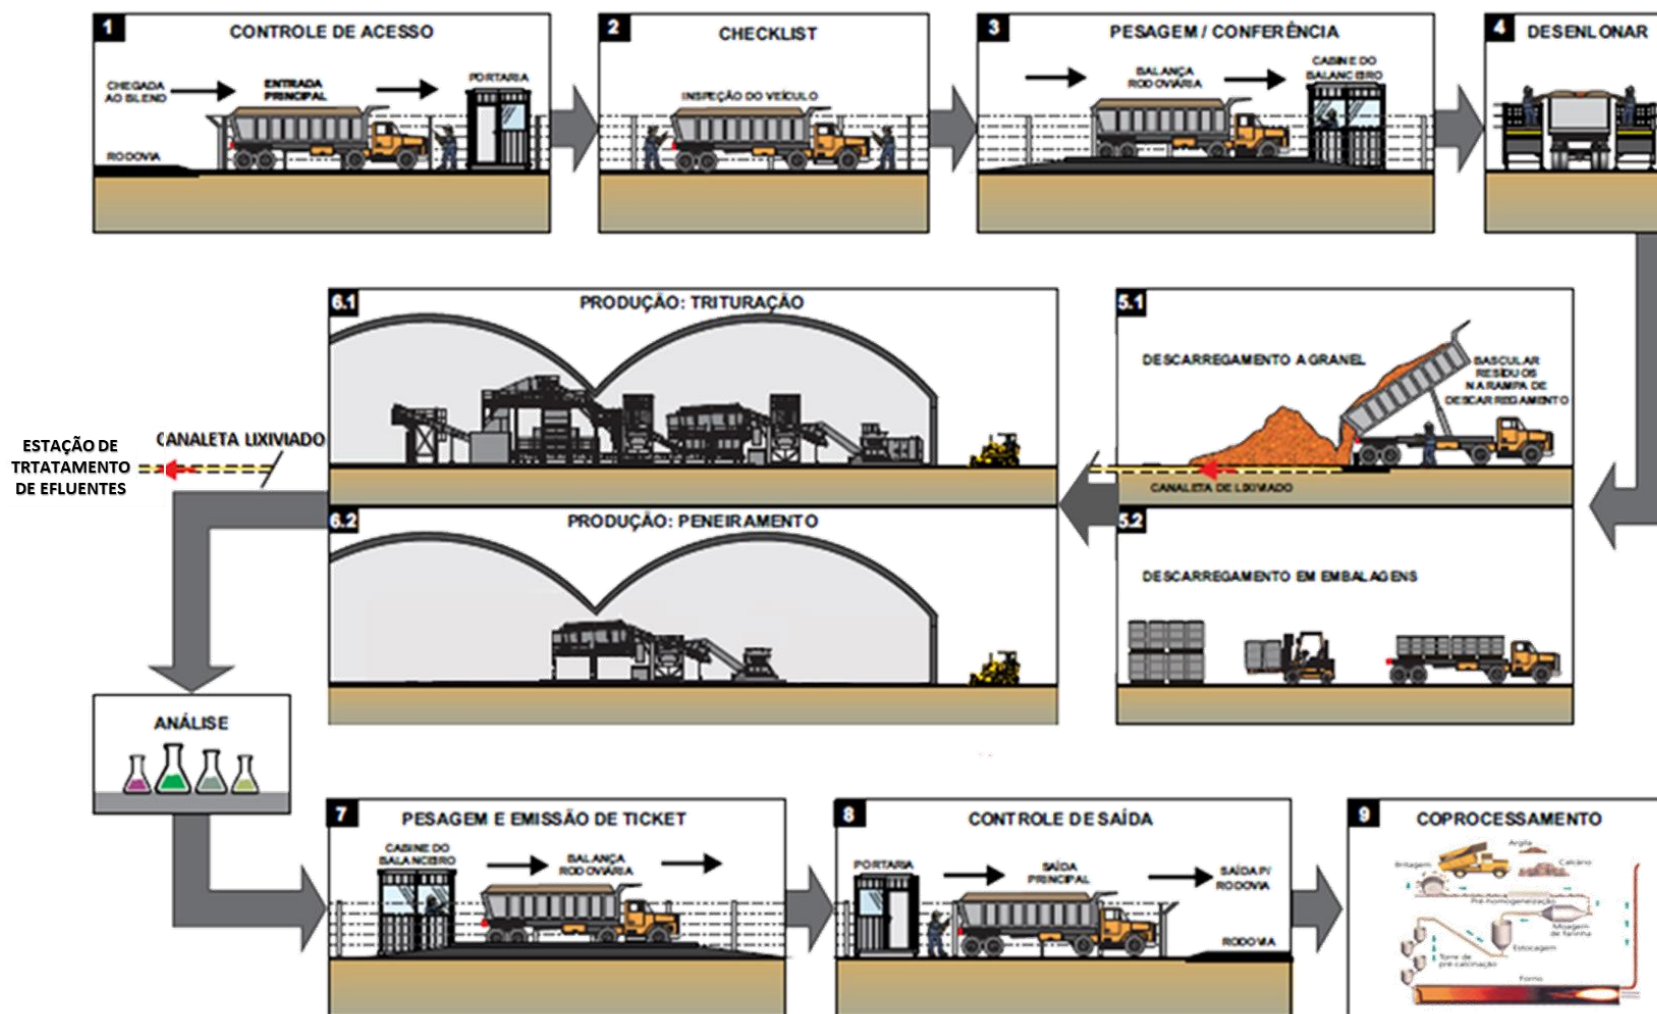 1
CONTROLE DE ACESSO
CHEGADA
AO BLEND
ENTRADA
PRINCIPAL
PORTARIA
RODOVIA
2
CHECKLIST
INSPEÇÃO DO VEÍCULO
3
PESAGEM / CONFERÊNCIA
BALANÇA
RODOVIÁRIA
CABINE DO
BALANCEIRO
4
DESENLONAR
5.1
DESCARREGAMENTO A GRANEL
BASCULAR
RESÍDUOS
NA RAMPA DE
DESCARREGAMENTO
CANALETA DE LIXIVIADO
5.2
DESCARREGAMENTO EM EMBALAGENS
6.1
PRODUÇÃO: TRITURAÇÃO
6.2
PRODUÇÃO: PENEIRAMENTO
CANALETA LIXIVIADO
ESTAÇÃO DE
TRTATAMENTO
DE EFLUENTES
ANÁLISE
7
PESAGEM E EMISSÃO DE TICKET
CABINE DO
BALANCEIRO
BALANÇA
RODOVIÁRIA
8
CONTROLE DE SAÍDA
PORTARIA
SAÍDA
PRINCIPAL
SAÍDA P/
RODOVIA
RODOVIA
9
COPROCESSAMENTO
Argila
Britagem
Calcário
Pré-homogeneização
Moagem
de farinha
Estocagem
Torre de
pré-calcinação
Forno